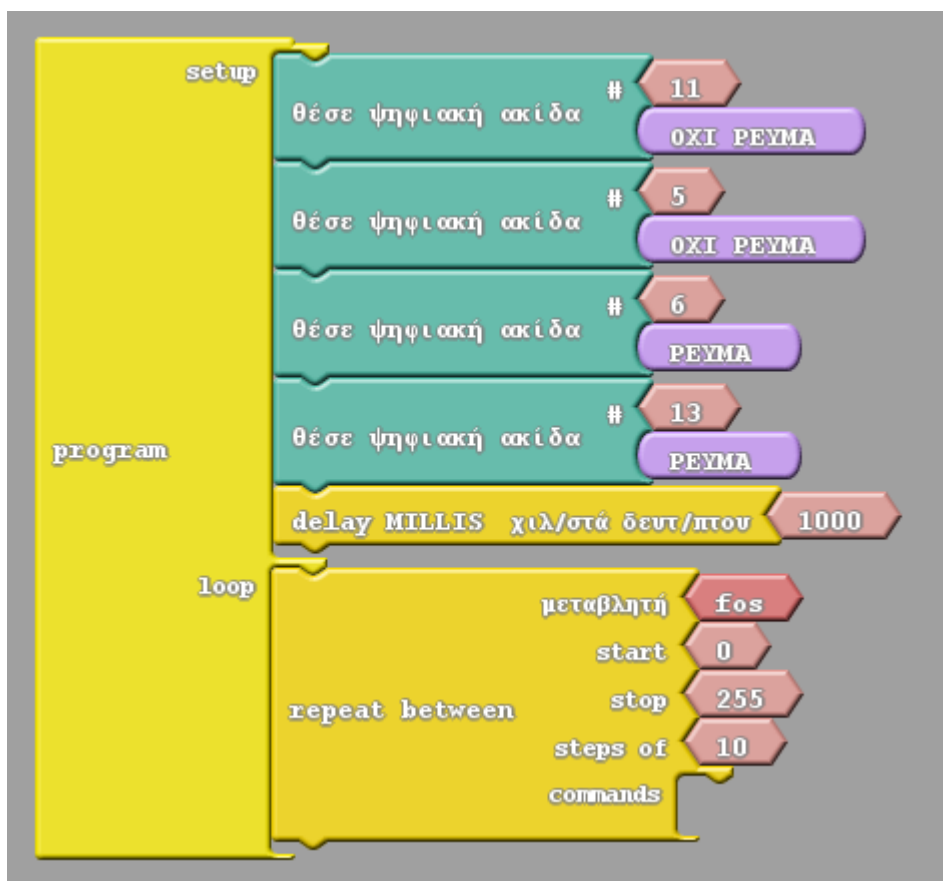 setup
θέσε ψηφιακή ακίδα
# 11
ΟΧΙ ΡΕΥΜΑ
θέσε ψηφιακή ακίδα
# 5
ΟΧΙ ΡΕΥΜΑ
θέσε ψηφιακή ακίδα
# 6
ΡΕΥΜΑ
θέσε ψηφιακή ακίδα
# 13
ΡΕΥΜΑ
program
delay MILLIS χιλ/στά δευτ/πτου 1000
loop
μεταβλητή fos
start 0
repeat between
stop 255
steps of 10
commands